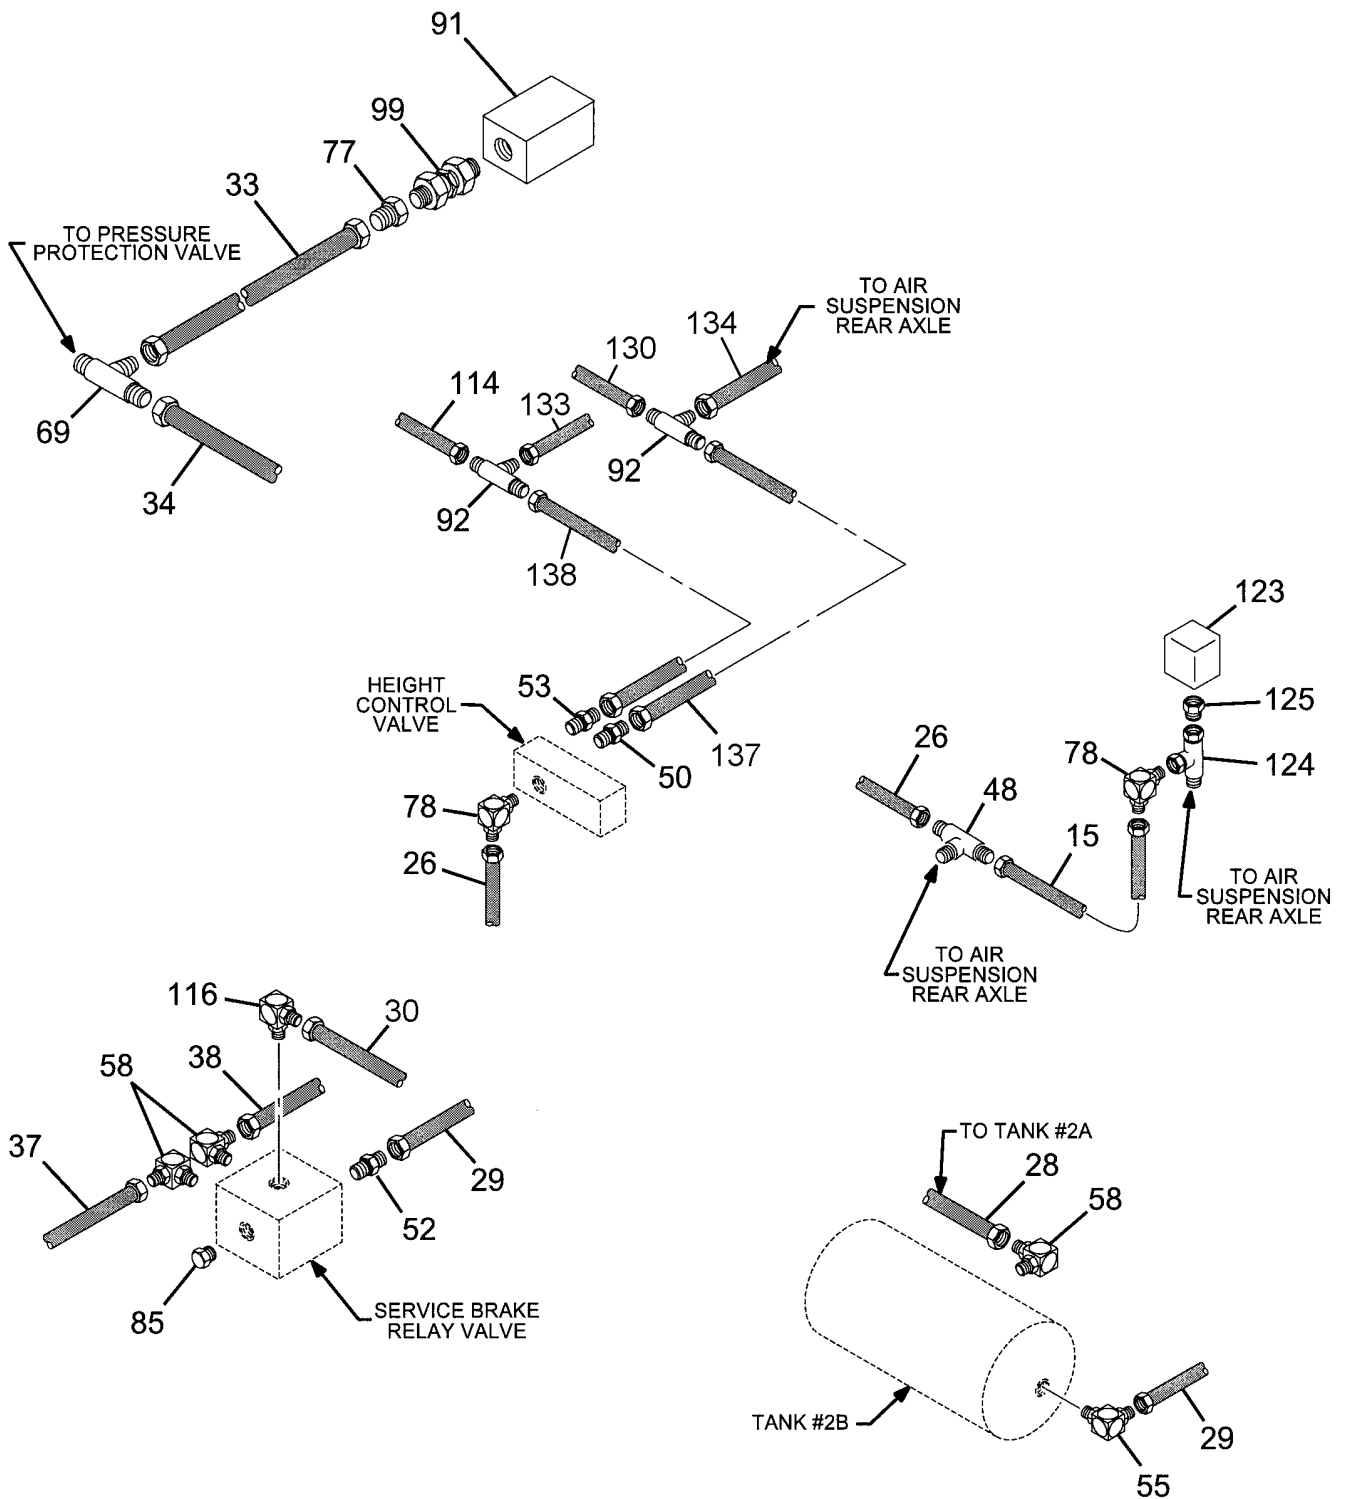 91
99
77
33
TO PRESSURE
PROTECTION VALVE
TO AIR
SUSPENSION
REAR AXLE
134
130
114
133
69
92
34
92
138
123
HEIGHT
CONTROL
VALVE
53
125
137
26
78
124
50
48
78
15
26
TO AIR
SUSPENSION
REAR AXLE
TO AIR
SUSPENSION
REAR AXLE
116
30
38
58
TO TANK #2A
37
28
29
58
52
85
SERVICE BRAKE
RELAY VALVE
TANK #2B
29
55